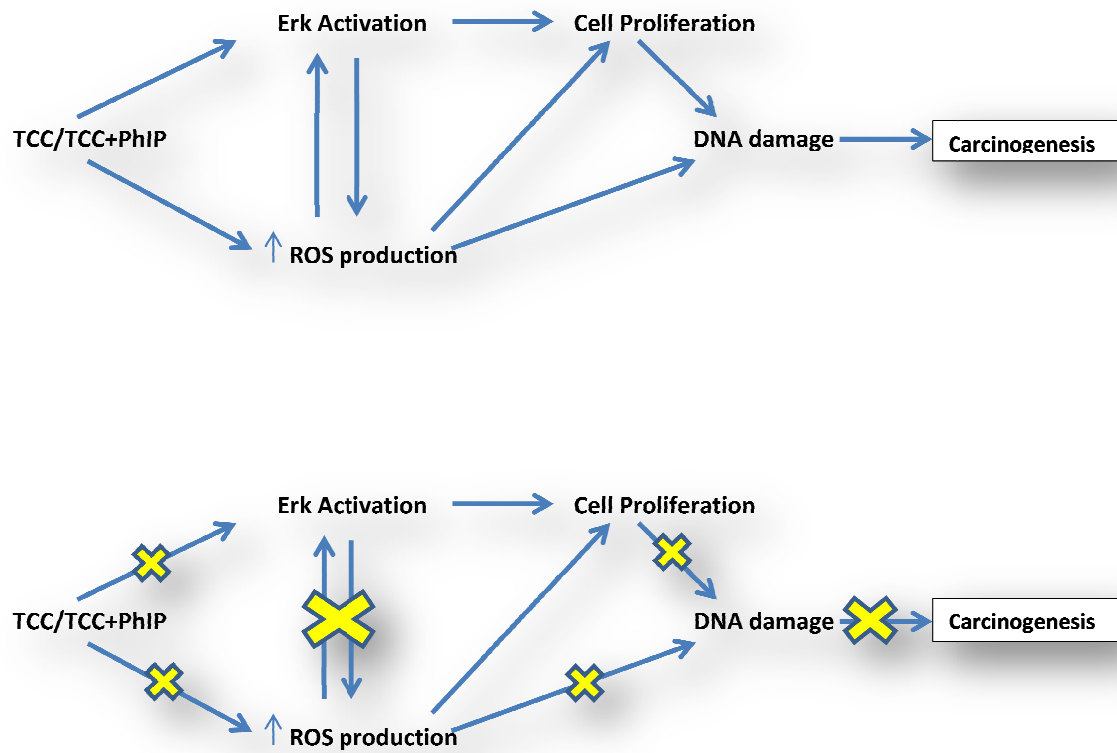 Erk Activation
Cell Proliferation
TCC/TCC+PhIP
DNA damage
Carcinogenesis
ROS production
Erk Activation
Cell Proliferation
TCC/TCC+PhIP
DNA damage
Carcinogenesis
ROS production